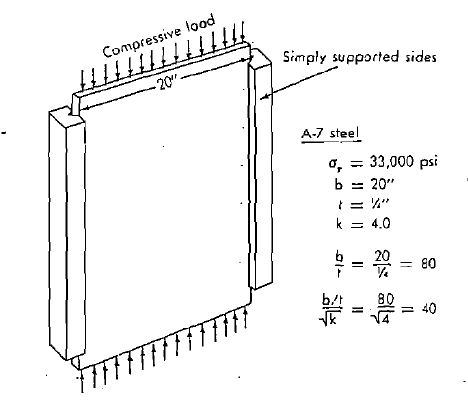 Compressive load
20"
Simply supported sides
A-7 steel
σr = 33,000 psi
b = 20"
t = ¼"
k = 4.0
b/t = 20/¼ = 80
b/t/√k = 80/√4 = 40